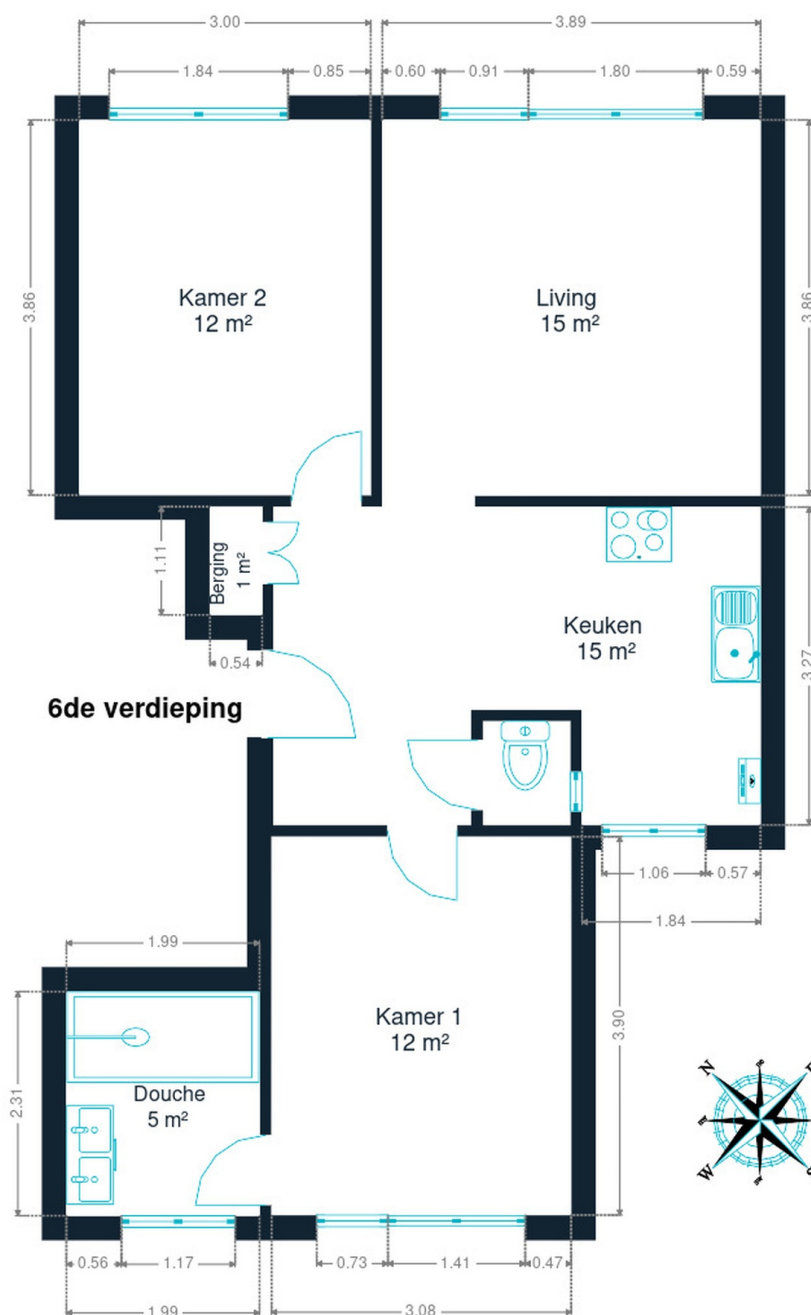 3.00
3.89
1.84
0.85
0.60
0.91
1.80
0.59
3.86
Kamer 2
12 m²
Living
15 m²
3.86
1.11
Berging
1 m²
0.54
Keuken
15 m²
3.27
6de verdieping
1.06
0.57
1.84
1.99
3.90
Kamer 1
12 m²
2.31
Douche
5 m²
N
W
0.56
1.17
0.73
1.41
0.47
1.99
3.08